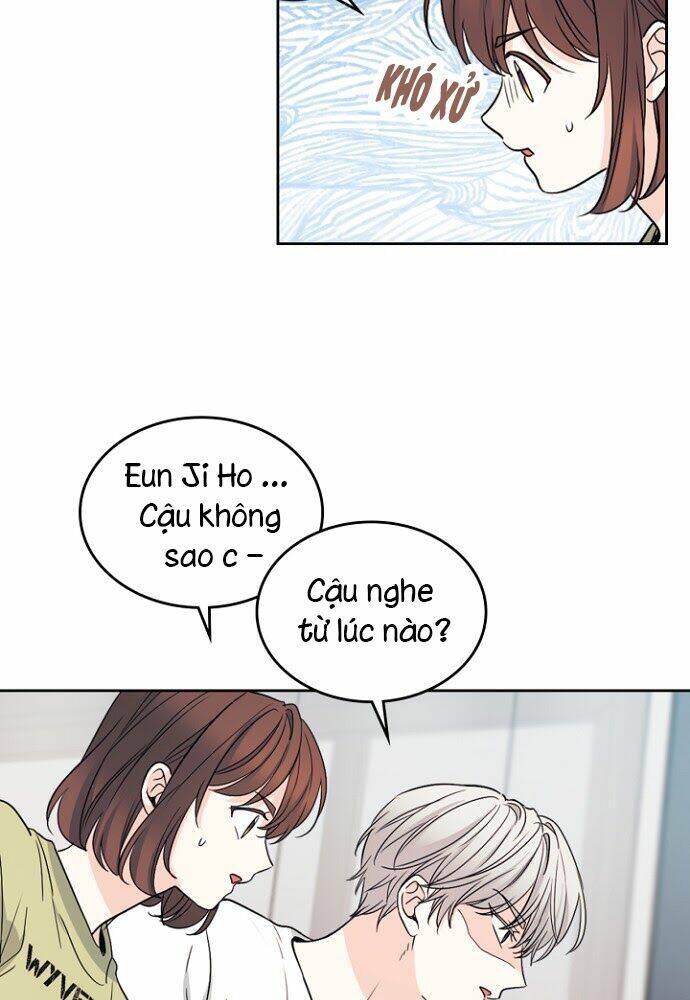 KHÓ XỬ
Eun Ji Ho ...
Cậu không
sao c -
Cậu nghe
từ lúc nào?
WYVE